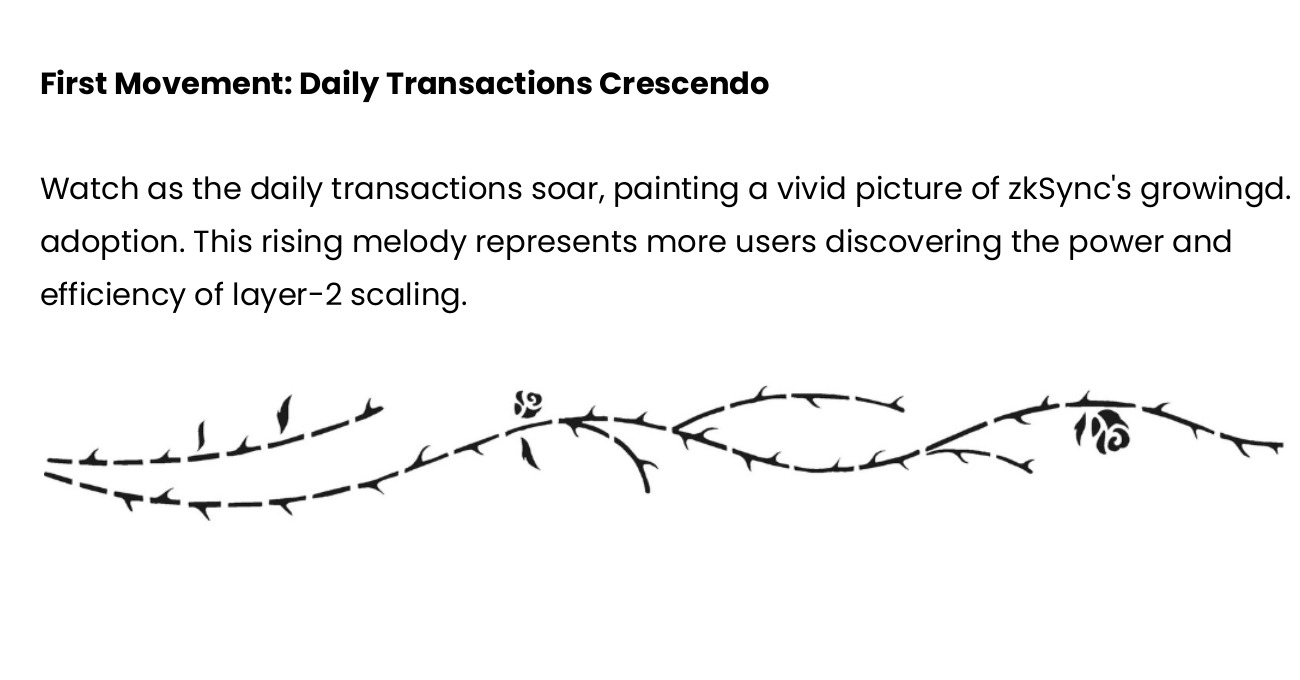 First Movement: Daily Transactions Crescendo
Watch as the daily transactions soar, painting a vivid picture of zkSync's growingd.
adoption. This rising melody represents more users discovering the power and
efficiency of layer-2 scaling.